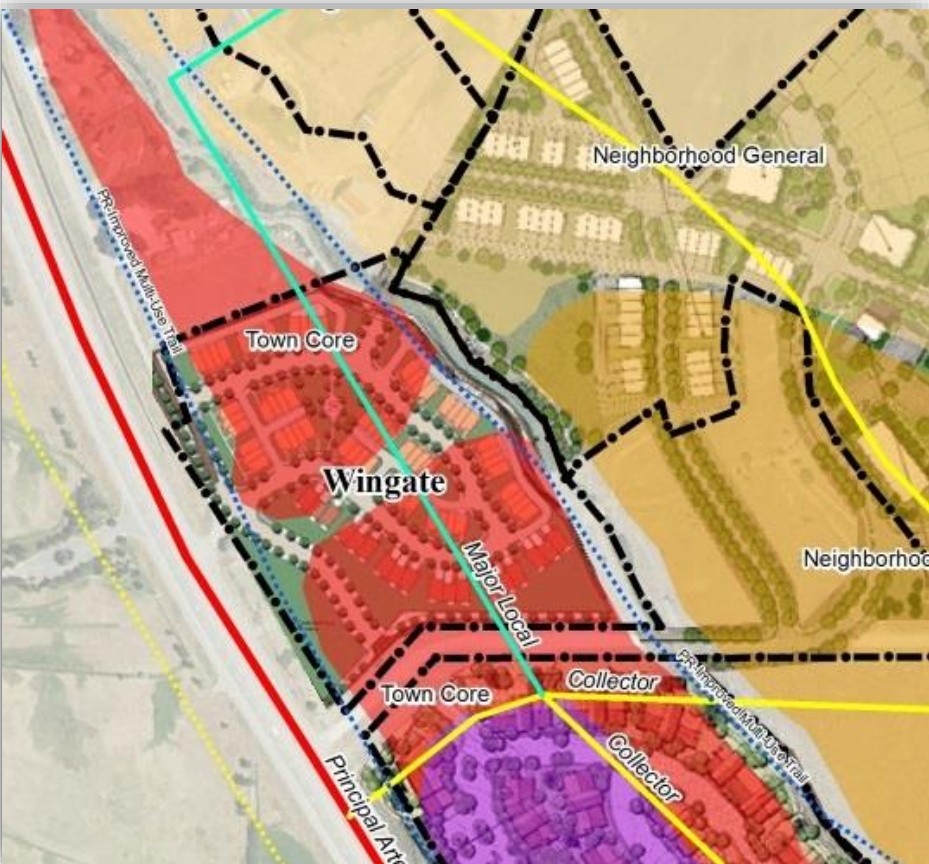 Neighborhood General
PR-Improved Multi-Use Trail
Town Core
Wingate
Major Local
Neighborhoo
Collector
Town Core
PR-Improved Multi-Use Trail
Collector
Principal Arte